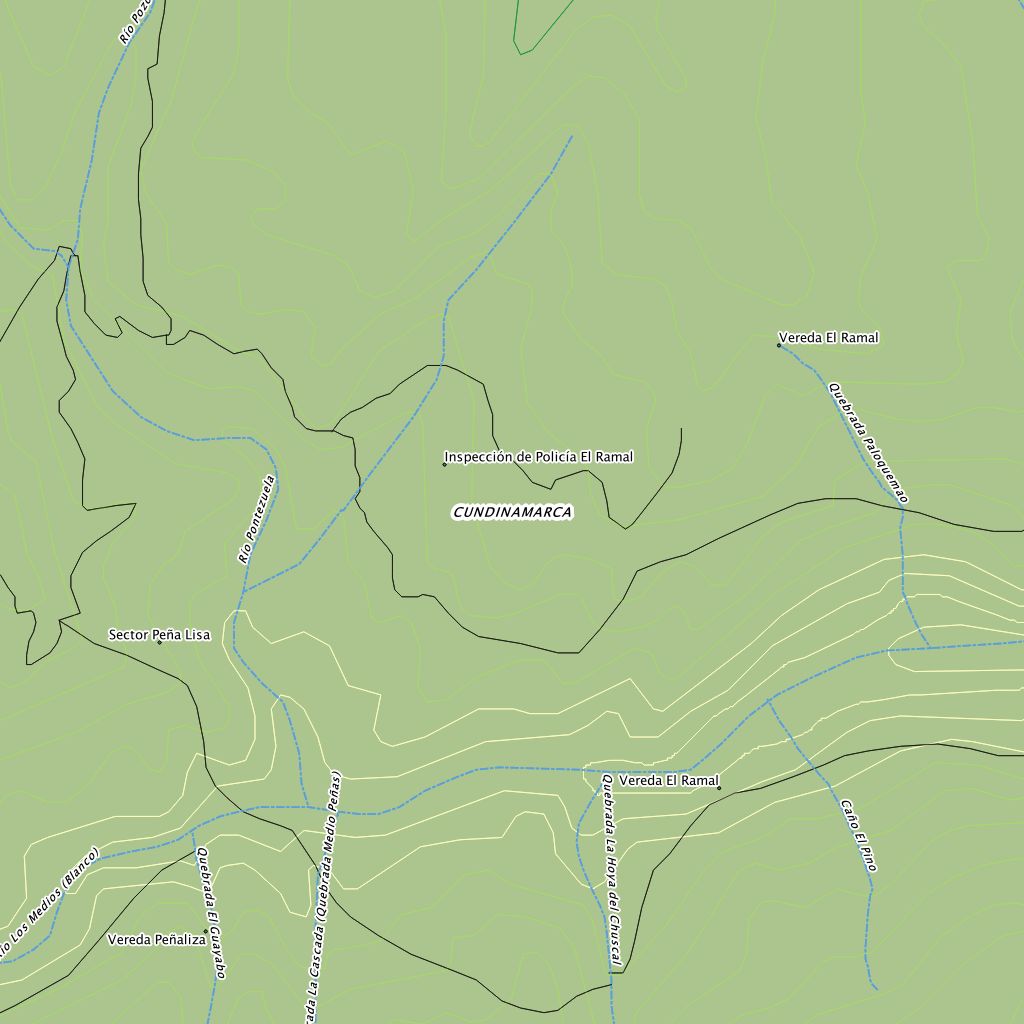 Río Pozo
Vereda El Ramal
Quebrada Paloquemao
Inspección de Policía El Ramal
Río Pontezuela
CUNDINAMARCA
Sector Peña Lisa
Vereda El Ramal
Quebrada La Cascada (Quebrada Medio Peñas)
Quebrada La Hoya del Chuscal
Caño El Pino
Río Los Medios (Blanco)
Quebrada El Guayabo
Vereda Peñaliza